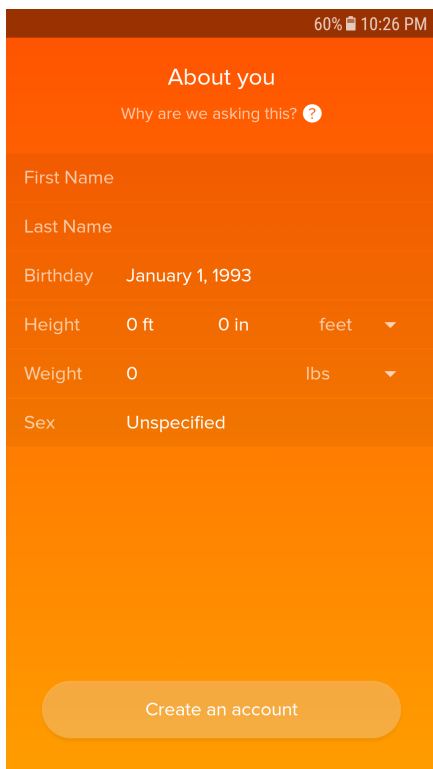 60% 10:26 PM
About you
Why are we asking this? ?
First Name
Last Name
Birthday January 1, 1993
Height 0 ft 0 in feet
Weight 0 lbs
Sex Unspecified
Create an account